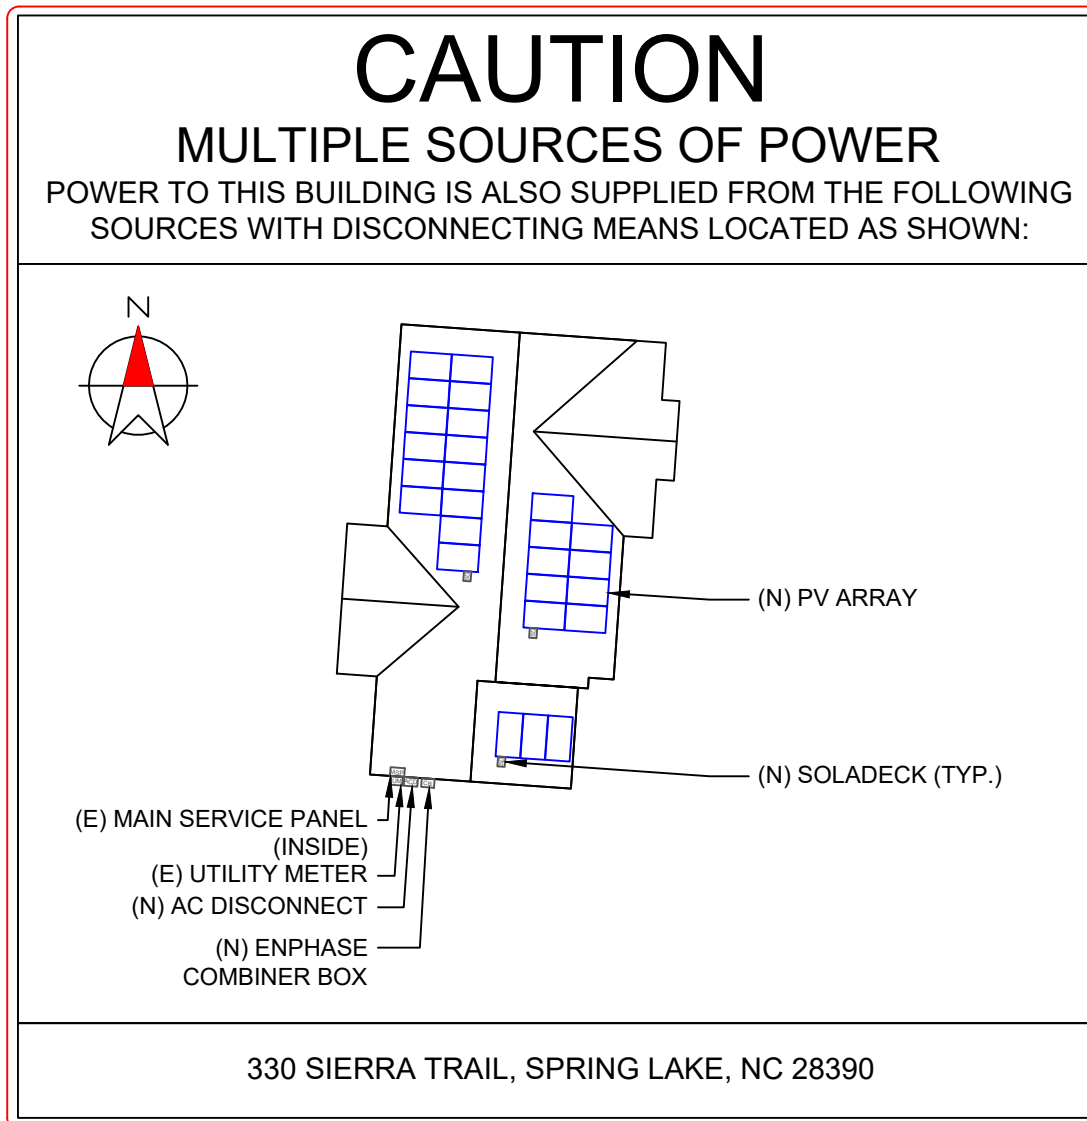 CAUTION
MULTIPLE SOURCES OF POWER
POWER TO THIS BUILDING IS ALSO SUPPLIED FROM THE FOLLOWING
SOURCES WITH DISCONNECTING MEANS LOCATED AS SHOWN:
N
(N) PV ARRAY
(N) SOLADECK (TYP.)
(E) MAIN SERVICE PANEL
(INSIDE)
(E) UTILITY METER
(N) AC DISCONNECT
(N) ENPHASE
COMBINER BOX
330 SIERRA TRAIL, SPRING LAKE, NC 28390